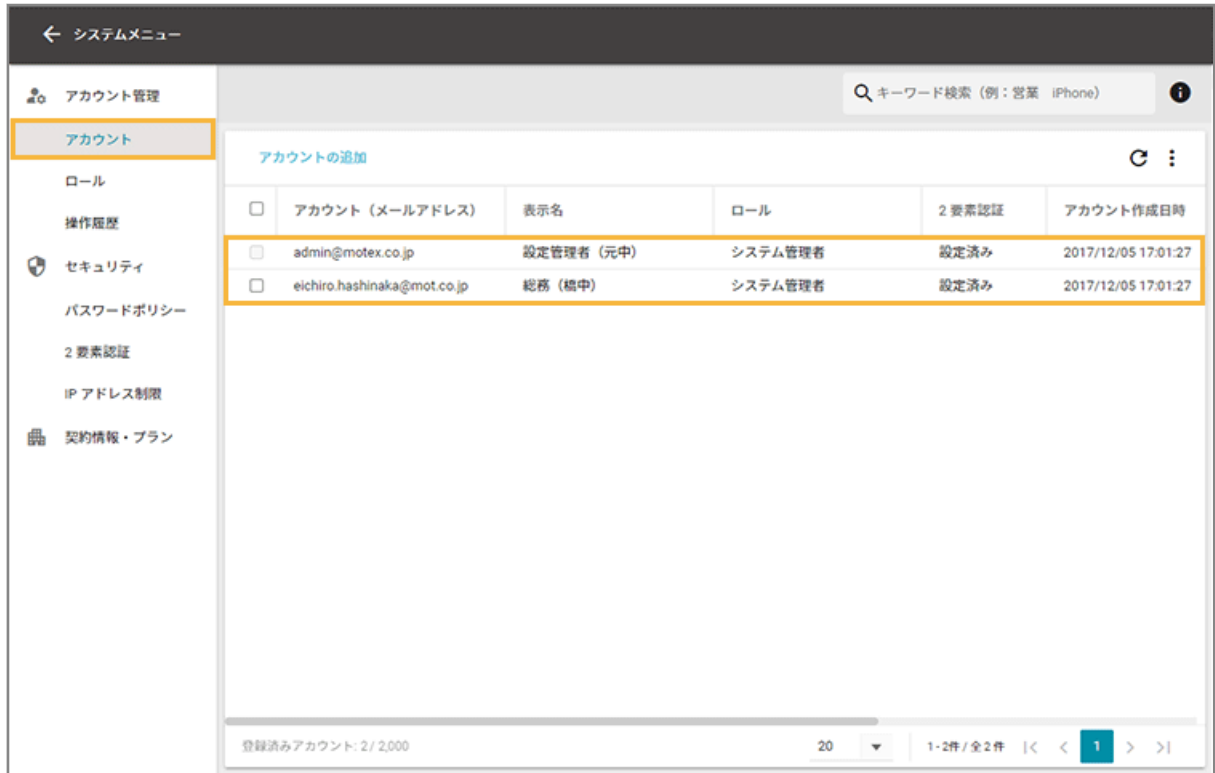 システムメニュー
アカウント管理
アカウント
ロール
操作履歴
セキュリティ
パスワードポリシー
2 要素認証
IP アドレス制限
契約情報・プラン
キーワード検索（例：営業 iPhone）
アカウントの追加
アカウント（メールアドレス） 表示名 ロール 2 要素認証 アカウント作成日時
admin@motex.co.jp 設定管理者（元中） システム管理者 設定済み 2017/12/05 17:01:27
eichiro.hashinaka@mot.co.jp 総務（橋中） システム管理者 設定済み 2017/12/05 17:01:27
登録済みアカウント: 2 / 2,000 20 1 - 2件 / 全 2 件 1